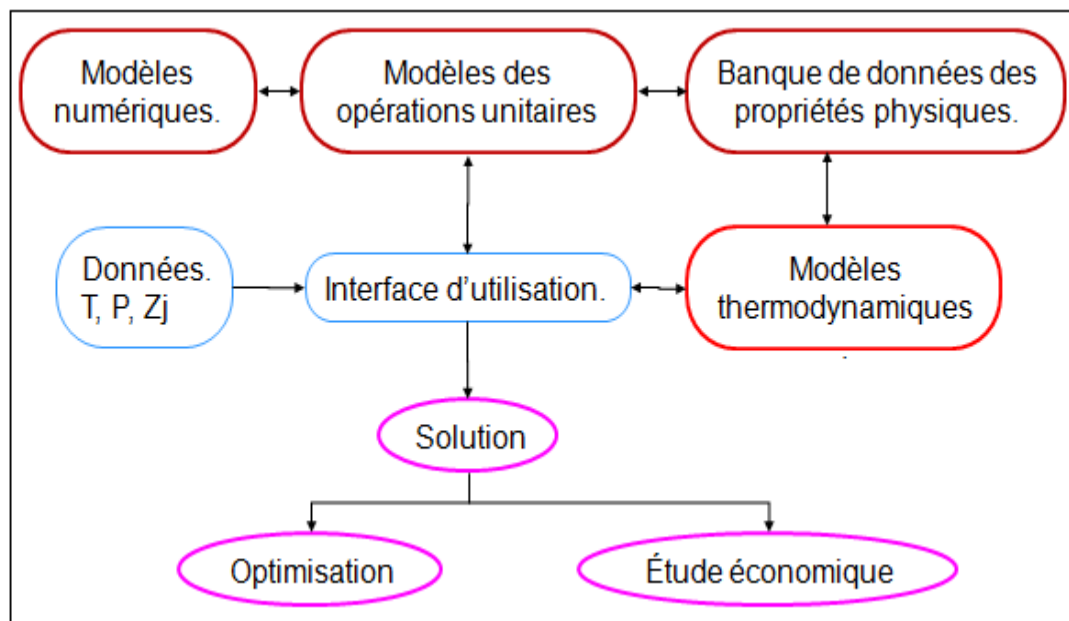 Modèles
numériques.
Modèles des
opérations unitaires
Banque de données des
propriétés physiques.
Données.
T, P, Zj
Interface d'utilisation.
Modèles
thermodynamiques
Solution
Optimisation
Étude économique